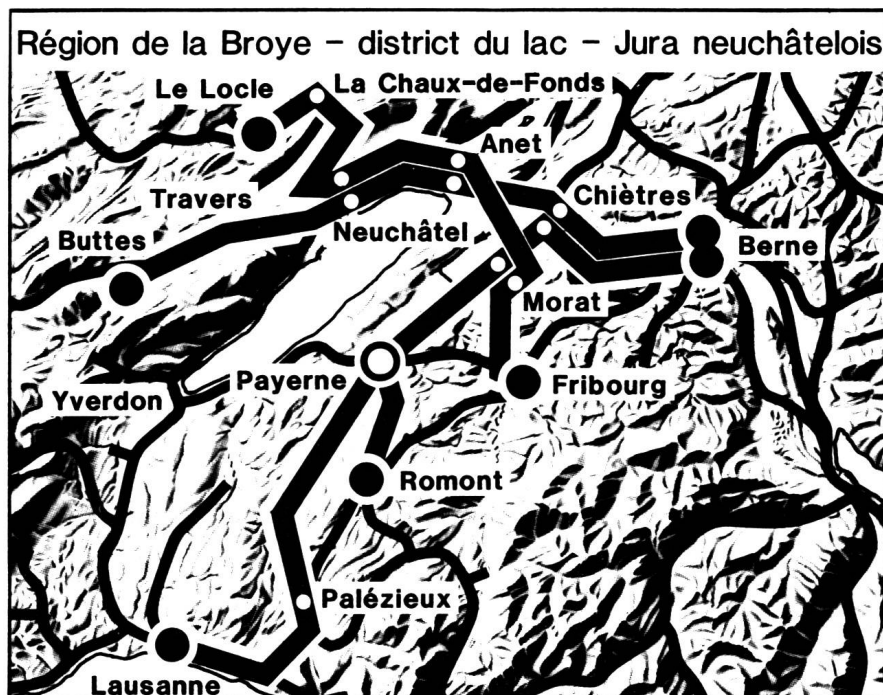 Région de la Broye – district du lac – Jura neuchâtelois
La Chaux-de-Fonds
Le Locle
Anet
Travers
Chiètres
Neuchâtel
Buttes
Berne
Morat
Payerne
Fribourg
Yverdon
Romont
Palézieux
Lausanne